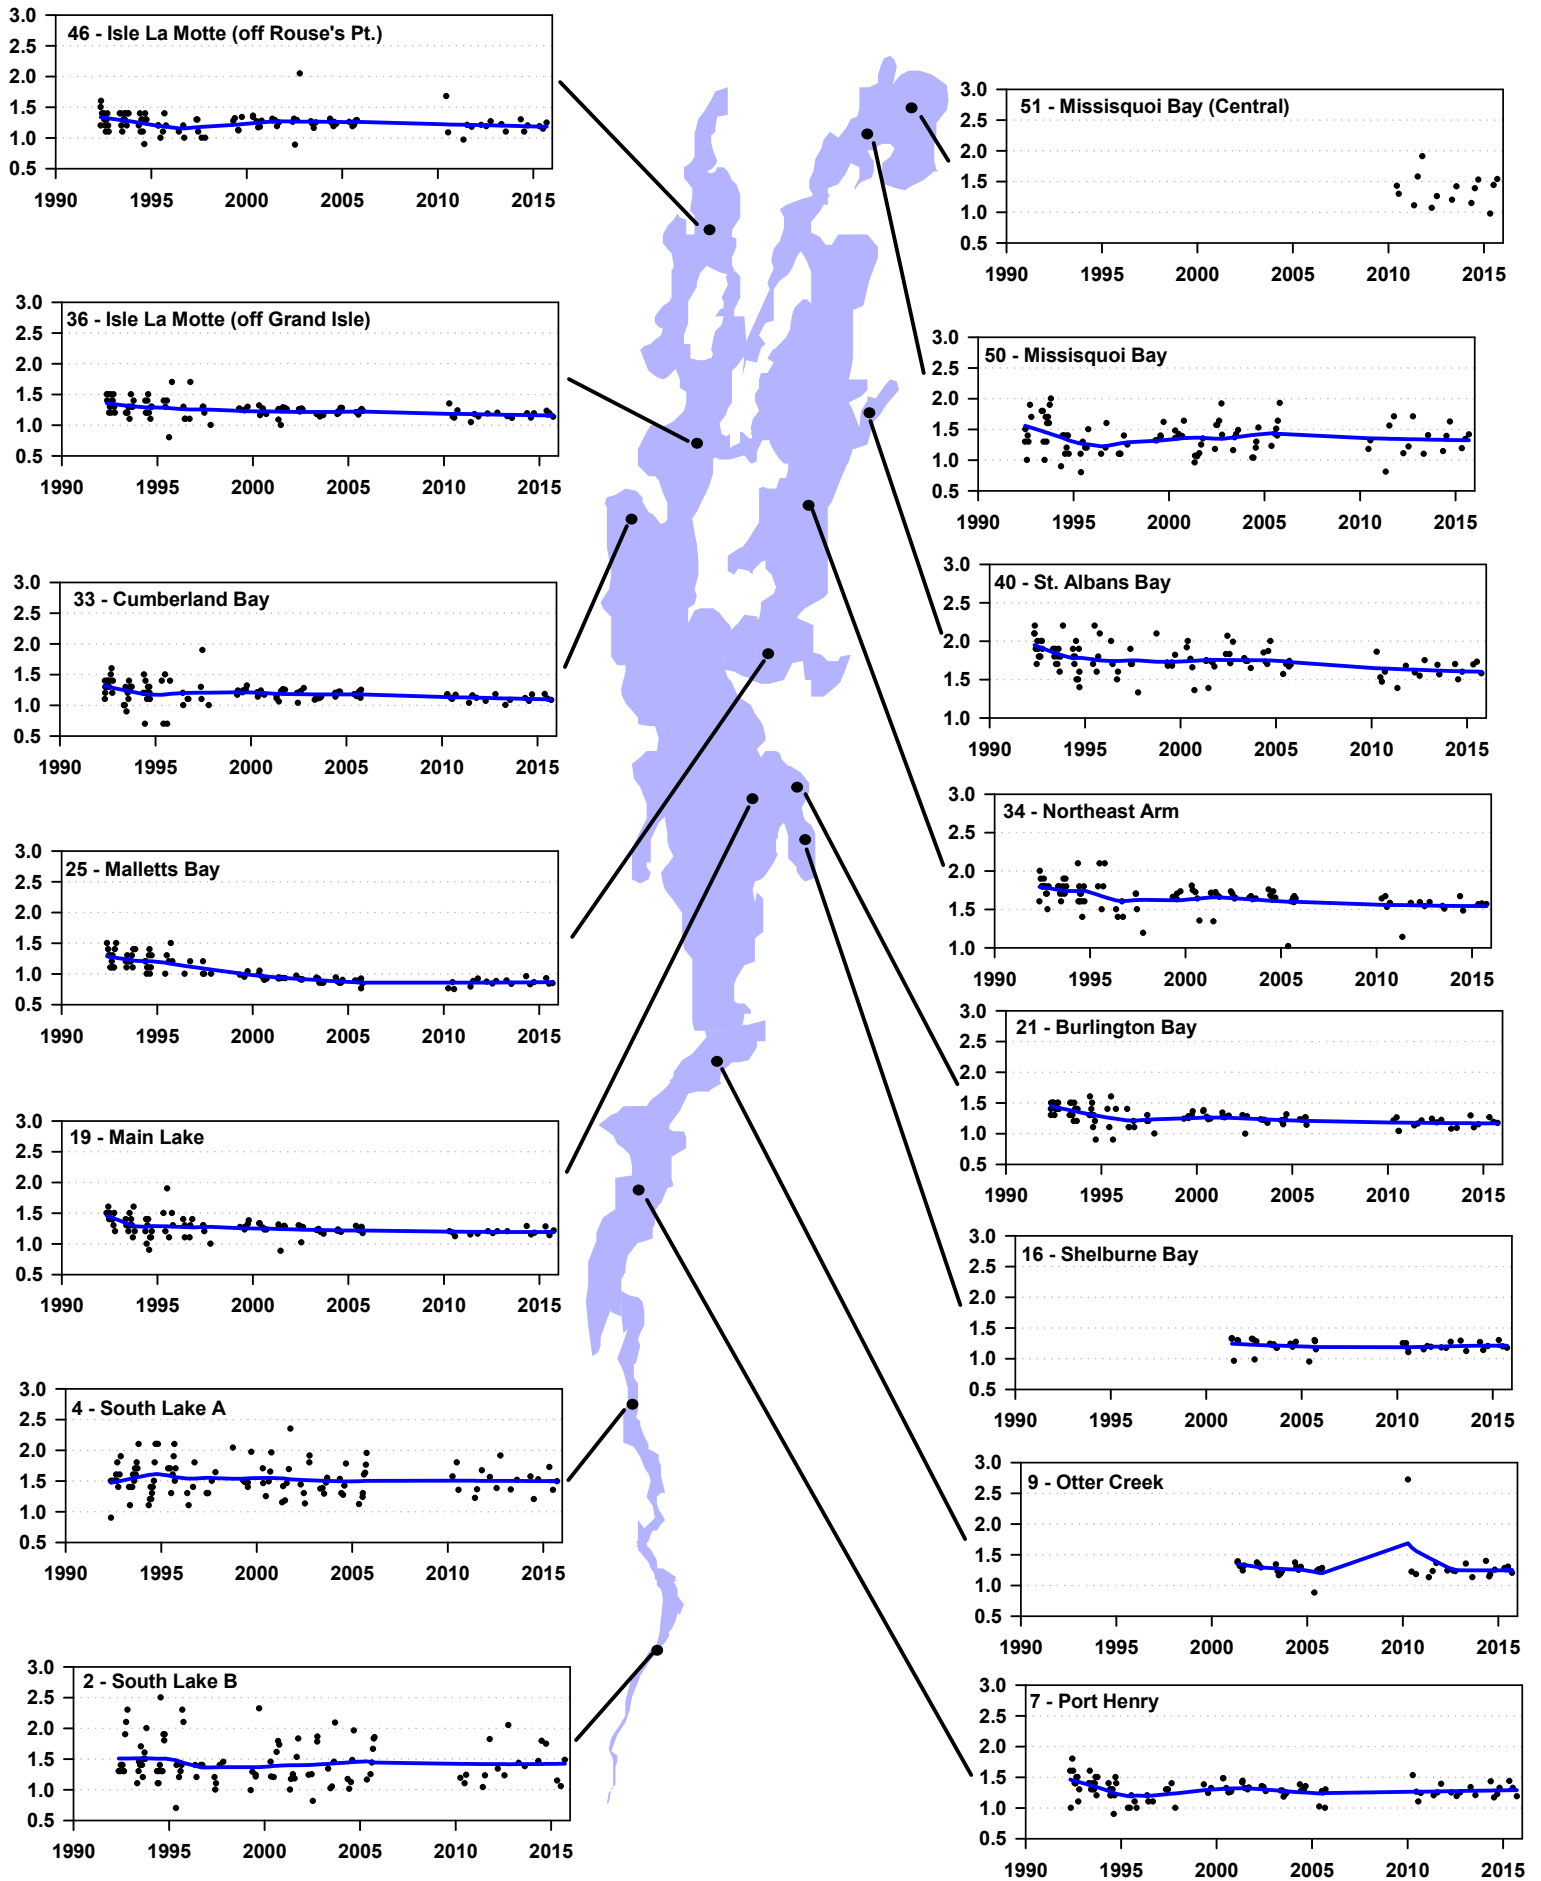 46 - Isle La Motte (off Rouse's Pt.)
3.0
2.5
2.0
1.5
1.0
0.5
1990 1995 2000 2005 2010 2015
36 - Isle La Motte (off Grand Isle)
3.0
2.5
2.0
1.5
1.0
0.5
1990 1995 2000 2005 2010 2015
33 - Cumberland Bay
3.0
2.5
2.0
1.5
1.0
0.5
1990 1995 2000 2005 2010 2015
25 - Malletts Bay
3.0
2.5
2.0
1.5
1.0
0.5
1990 1995 2000 2005 2010 2015
19 - Main Lake
3.0
2.5
2.0
1.5
1.0
0.5
1990 1995 2000 2005 2010 2015
4 - South Lake A
3.0
2.5
2.0
1.5
1.0
0.5
1990 1995 2000 2005 2010 2015
2 - South Lake B
3.0
2.5
2.0
1.5
1.0
0.5
1990 1995 2000 2005 2010 2015
51 - Missisquoi Bay (Central)
3.0
2.5
2.0
1.5
1.0
0.5
1990 1995 2000 2005 2010 2015
50 - Missisquoi Bay
3.0
2.5
2.0
1.5
1.0
0.5
1990 1995 2000 2005 2010 2015
40 - St. Albans Bay
3.0
2.5
2.0
1.5
1.0
1990 1995 2000 2005 2010 2015
34 - Northeast Arm
3.0
2.5
2.0
1.5
1.0
1990 1995 2000 2005 2010 2015
21 - Burlington Bay
3.0
2.5
2.0
1.5
1.0
0.5
1990 1995 2000 2005 2010 2015
16 - Shelburne Bay
3.0
2.5
2.0
1.5
1.0
0.5
1990 1995 2000 2005 2010 2015
9 - Otter Creek
3.0
2.5
2.0
1.5
1.0
0.5
1990 1995 2000 2005 2010 2015
7 - Port Henry
3.0
2.5
2.0
1.5
1.0
0.5
1990 1995 2000 2005 2010 2015